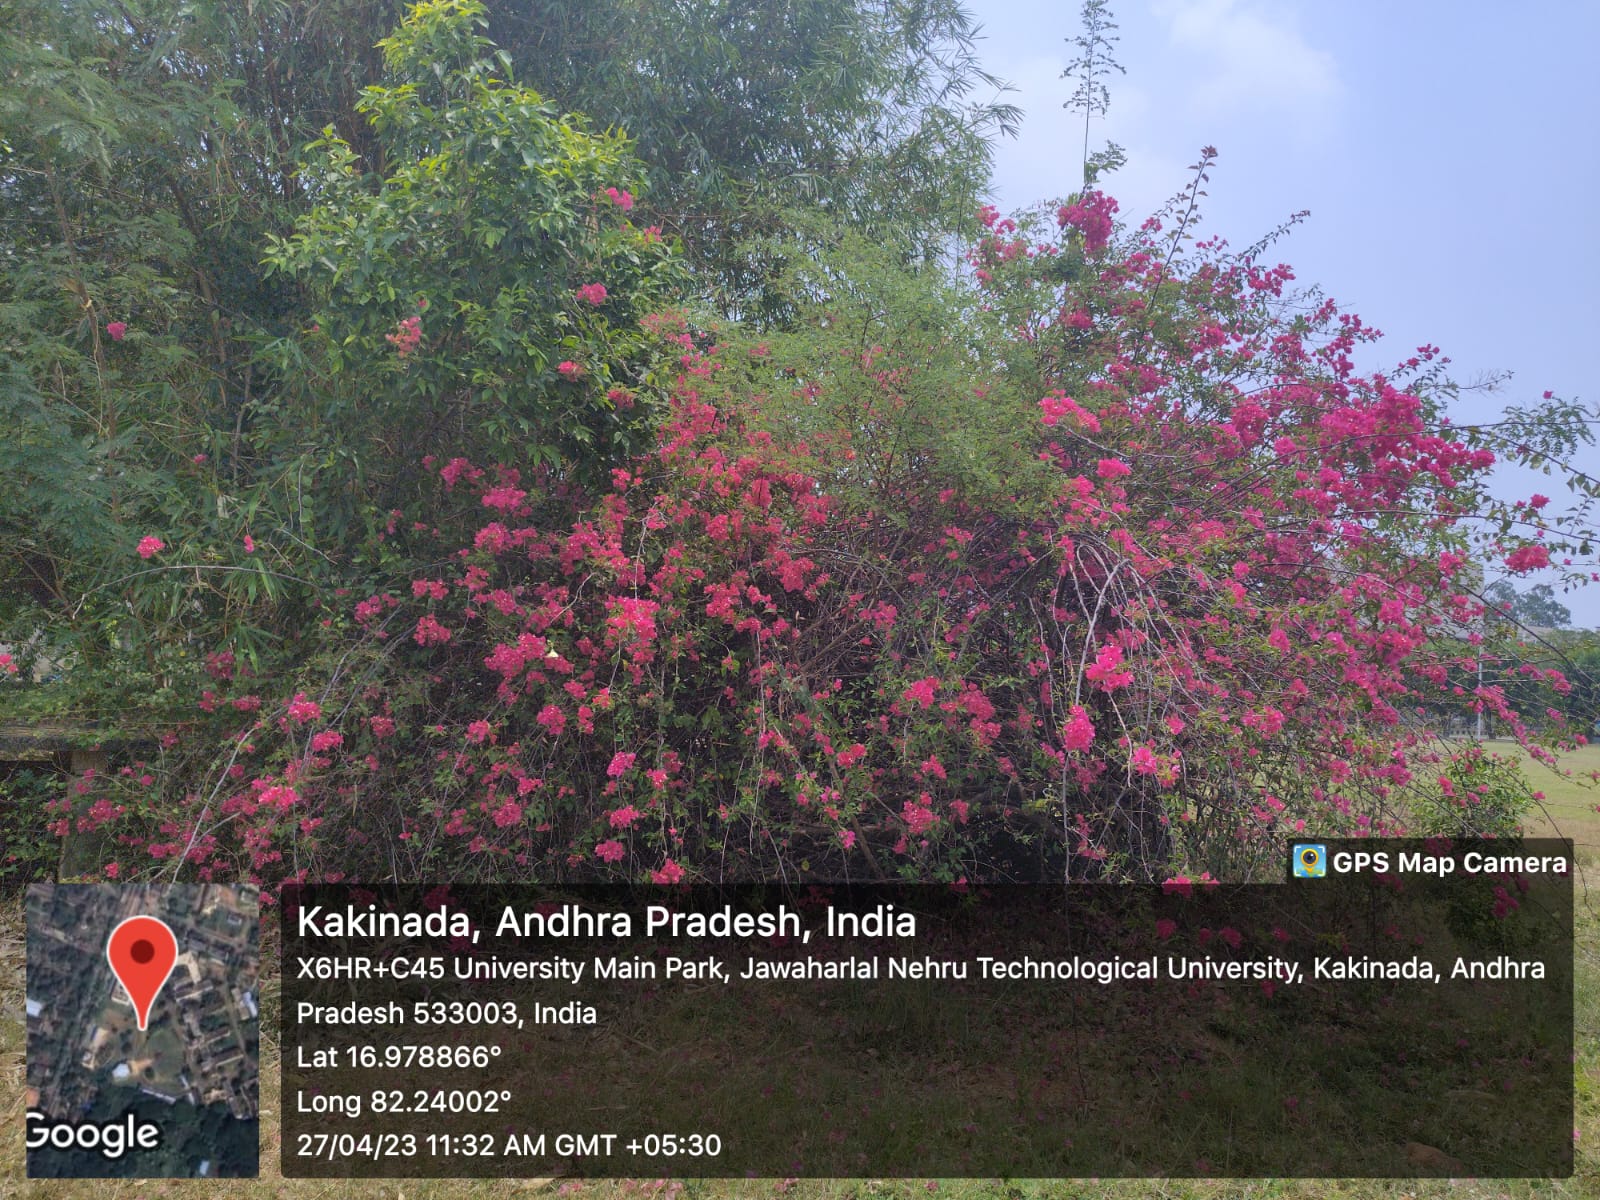 GPS Map Camera
Kakinada, Andhra Pradesh, India
X6HR+C45 University Main Park, Jawaharlal Nehru Technological University, Kakinada, Andhra
Pradesh 533003, India
Lat 16.978866°
Long 82.24002°
27/04/23 11:32 AM GMT +05:30
Google